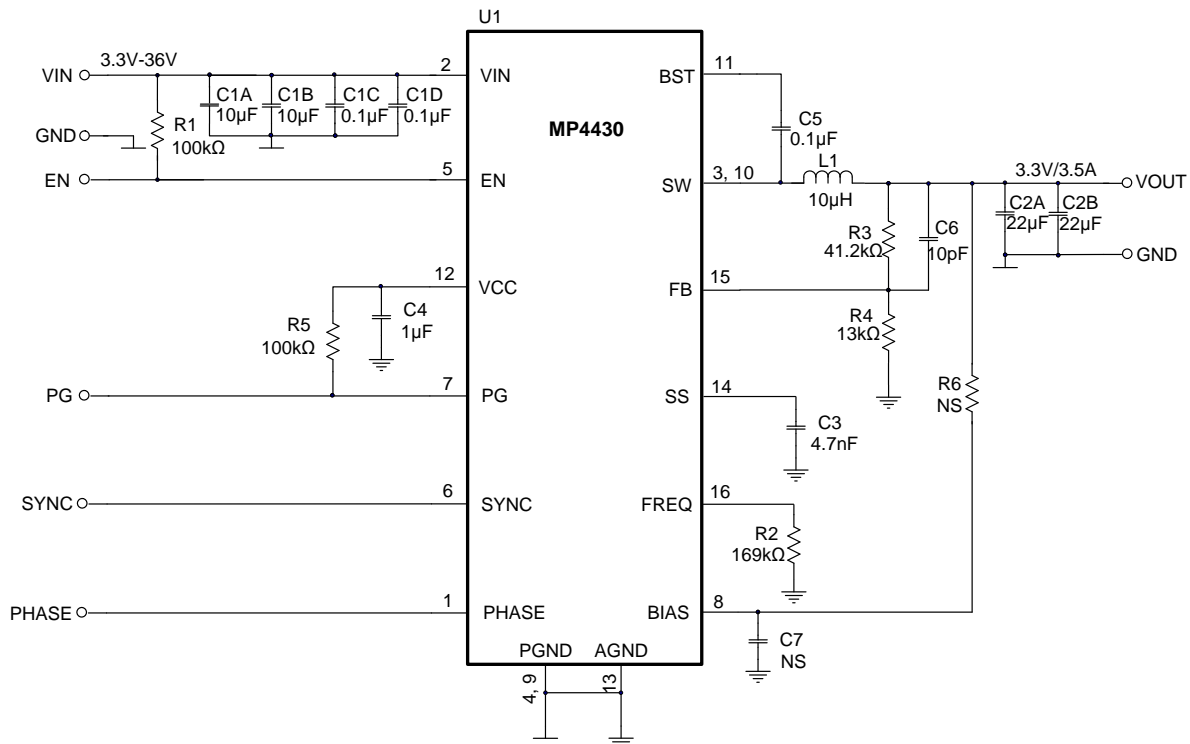 U1
MP4430
VIN
3.3V-36V
GND
EN
R1
100kΩ
C1A
10µF
C1B
10µF
C1C
0.1µF
C1D
0.1µF
2
VIN
5
EN
12
VCC
C4
1µF
R5
100kΩ
PG
7
PG
SYNC
6
SYNC
PHASE
1
PHASE
PGND
AGND
4, 9
13
BST
11
C5
0.1µF
SW
3, 10
L1
10µH
3.3V/3.5A
VOUT
C2A
22µF
C2B
22µF
GND
R3
41.2kΩ
C6
10pF
FB
15
R4
13kΩ
SS
14
C3
4.7nF
R6
NS
FREQ
16
R2
169kΩ
BIAS
8
C7
NS